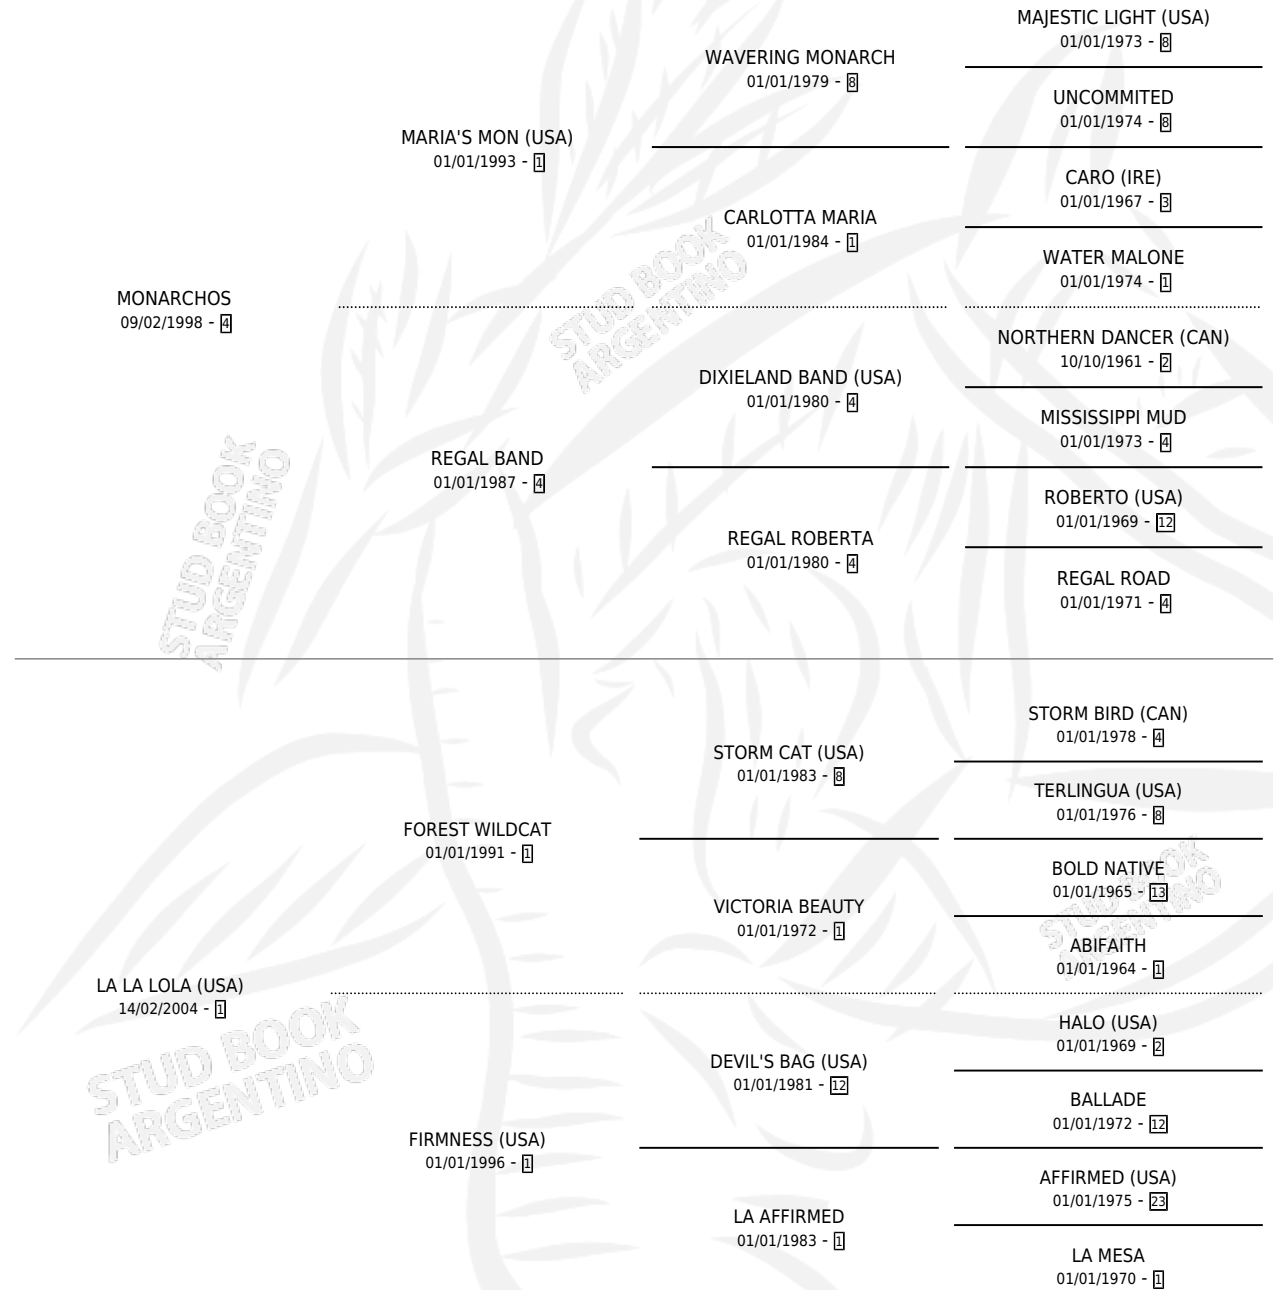 MAJESTIC LIGHT (USA)
01/01/1973 - 8
WAVERING MONARCH
01/01/1979 - 8
UNCOMMITED
01/01/1974 - 8
MARIA'S MON (USA)
01/01/1993 - 1
CARO (IRE)
01/01/1967 - 3
CARLOTTA MARIA
01/01/1984 - 1
WATER MALONE
01/01/1974 - 1
MONARCHOS
09/02/1998 - 4
NORTHERN DANCER (CAN)
10/10/1961 - 2
DIXIELAND BAND (USA)
01/01/1980 - 4
MISSISSIPPI MUD
01/01/1973 - 4
REGAL BAND
01/01/1987 - 4
ROBERTO (USA)
01/01/1969 - 12
REGAL ROBERTA
01/01/1980 - 4
REGAL ROAD
01/01/1971 - 4
STUD BOOK
ARGENTINO
STUD BOOK
ARGENTINO
STORM BIRD (CAN)
01/01/1978 - 4
STORM CAT (USA)
01/01/1983 - 8
TERLINGUA (USA)
01/01/1976 - 8
FOREST WILDCAT
01/01/1991 - 1
BOLD NATIVE
01/01/1965 - 13
VICTORIA BEAUTY
01/01/1972 - 1
ABIFAITH
01/01/1964 - 1
LA LA LOLA (USA)
14/02/2004 - 1
HALO (USA)
01/01/1969 - 2
DEVIL'S BAG (USA)
01/01/1981 - 12
BALLADE
01/01/1972 - 12
FIRMNESS (USA)
01/01/1996 - 1
AFFIRMED (USA)
01/01/1975 - 23
LA AFFIRMED
01/01/1983 - 1
LA MESA
01/01/1970 - 1
STUD BOOK
ARGENTINO
STUD BOOK
ARGENTINO